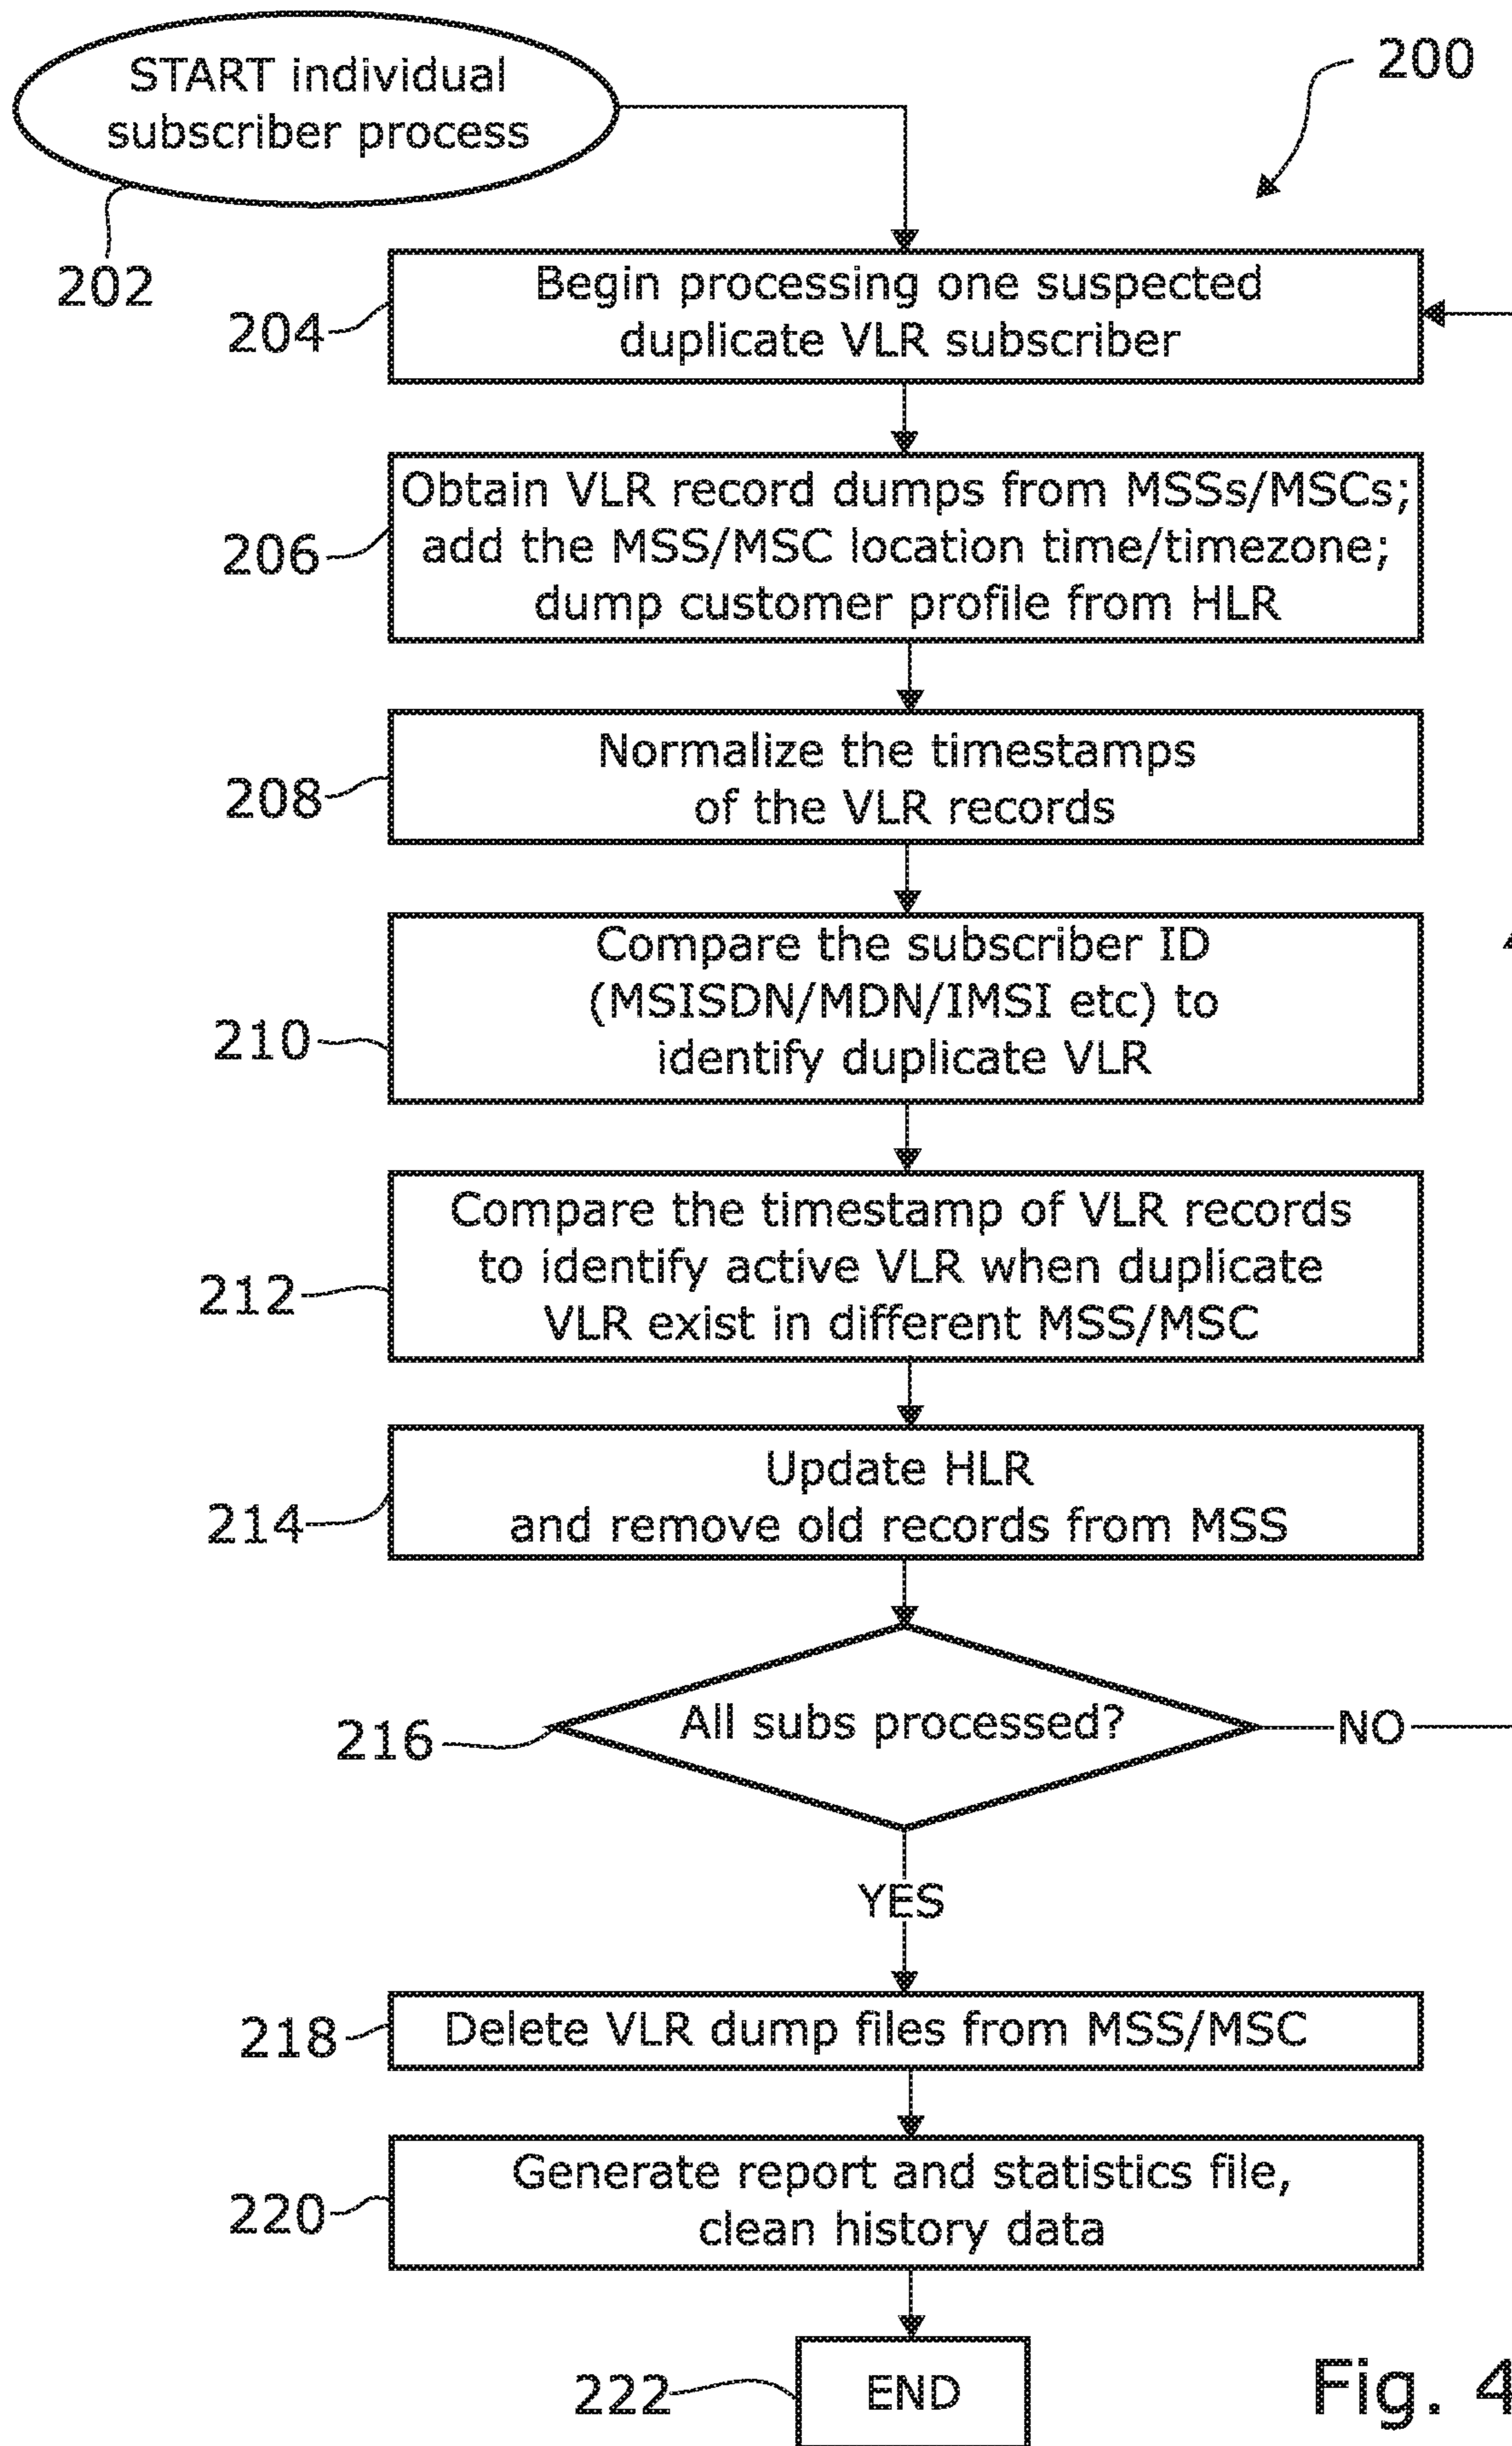 START individual
subscriber process
200
202
204
Begin processing one suspected
duplicate VLR subscriber
206
Obtain VLR record dumps from MSSs/MSCs;
add the MSS/MSC location time/timezone;
dump customer profile from HLR
208
Normalize the timestamps
of the VLR records
210
Compare the subscriber ID
(MSISDN/MDN/IMSI etc) to
identify duplicate VLR
212
Compare the timestamp of VLR records
to identify active VLR when duplicate
VLR exist in different MSS/MSC
214
Update HLR
and remove old records from MSS
216
All subs processed?
NO
YES
218
Delete VLR dump files from MSS/MSC
220
Generate report and statistics file,
clean history data
222
END
Fig. 4